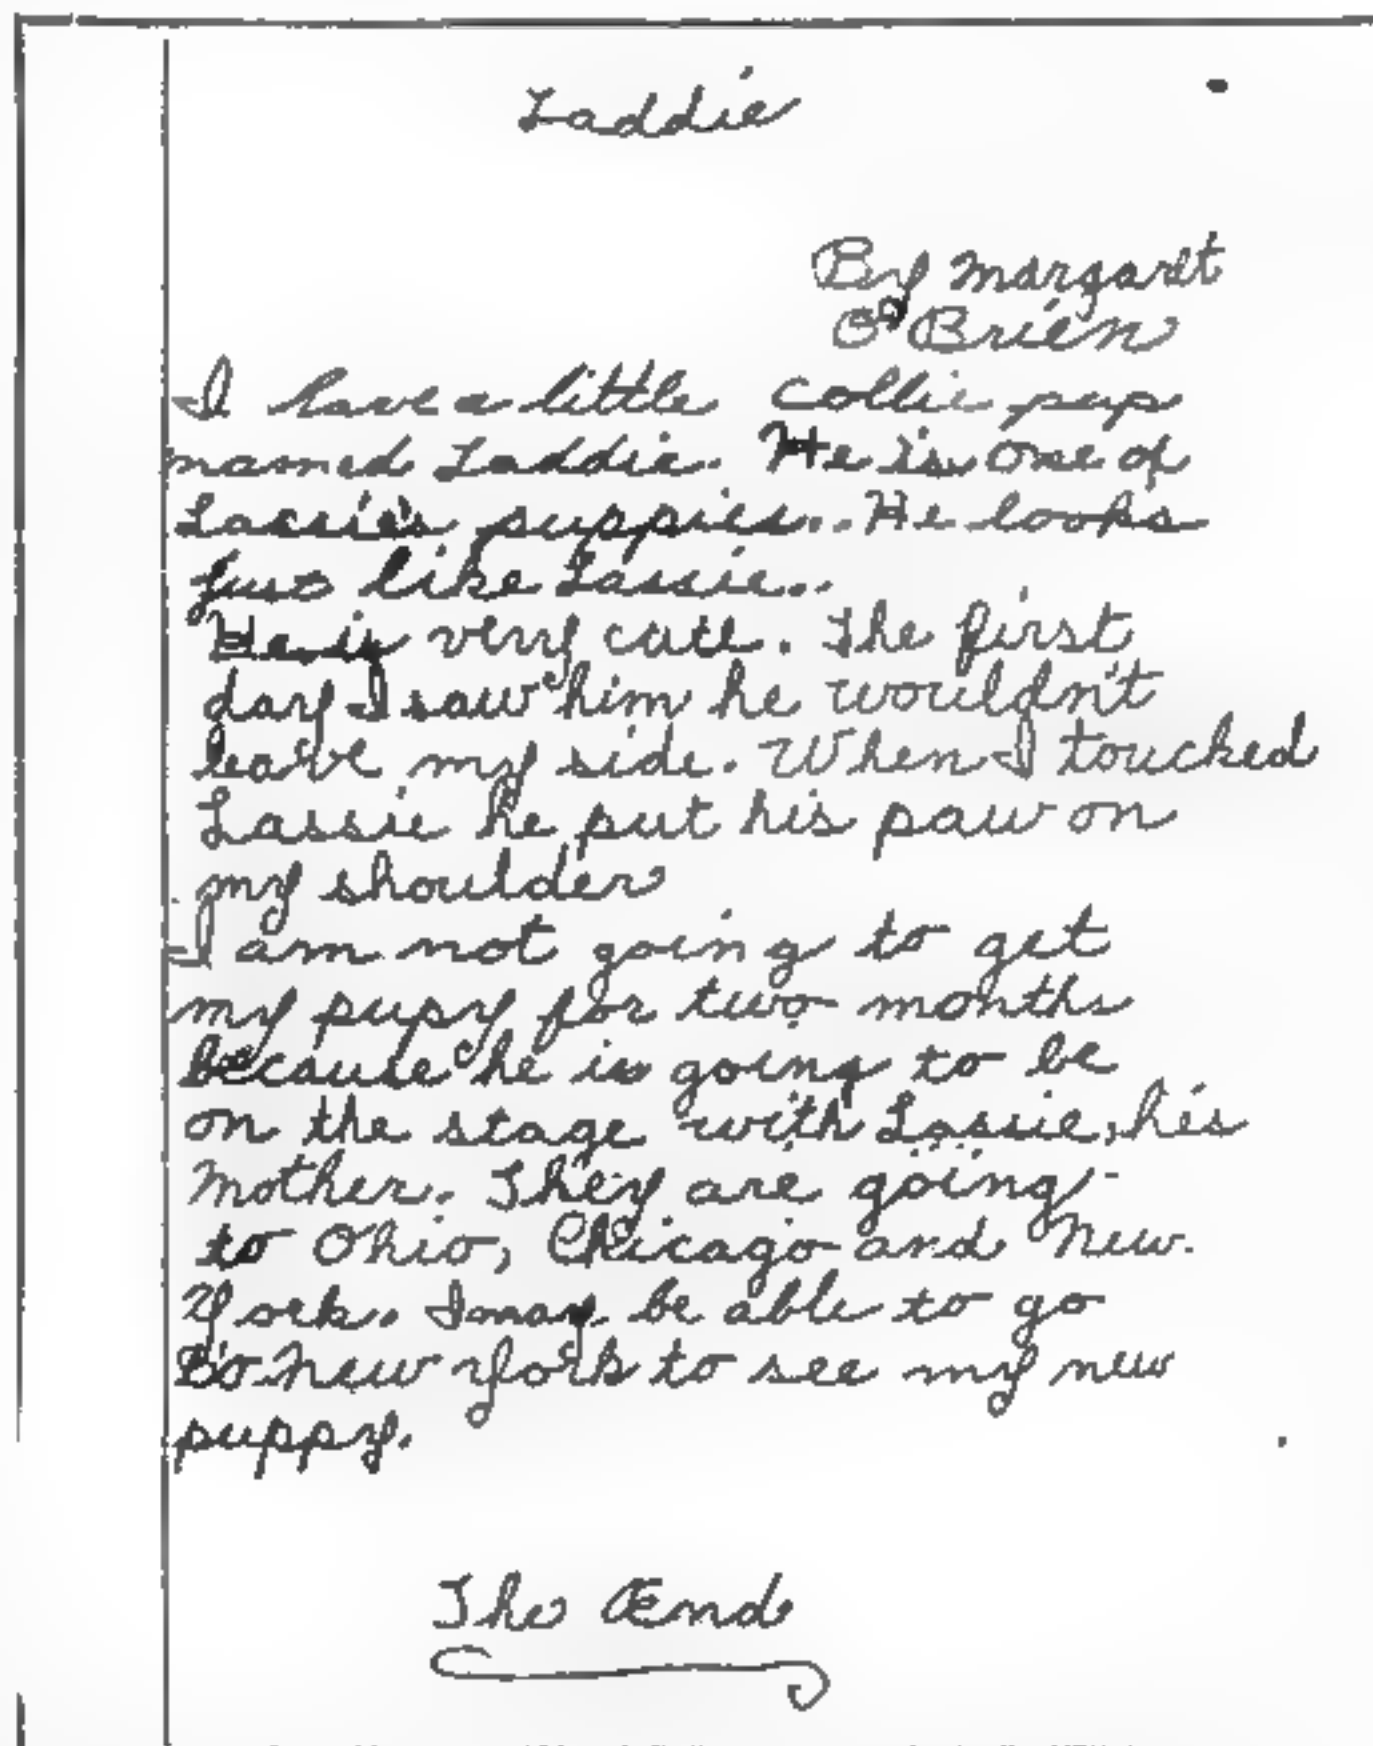 Laddie
By Margaret
O'Brien
I have a little collie pup
named Laddie. He is one of
Lassie's puppies.. He looks
just like Lassie..
He is very cute. The first
day I saw him he wouldn't
leave my side. When I touched
Lassie he put his paw on
my shoulder
I am not going to get
my pupy for two months
because he is going to be
on the stage with Lassie, his
Mother. They are going
to Ohio, Chicago and New
York. I may be able to go
to New York to see my new
puppy.
The End